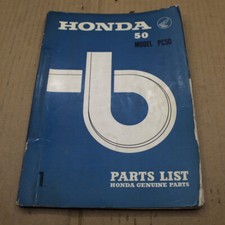 HONDA
50
MODEL PC50
PARTS LIST
HONDA GENUINE PARTS
1